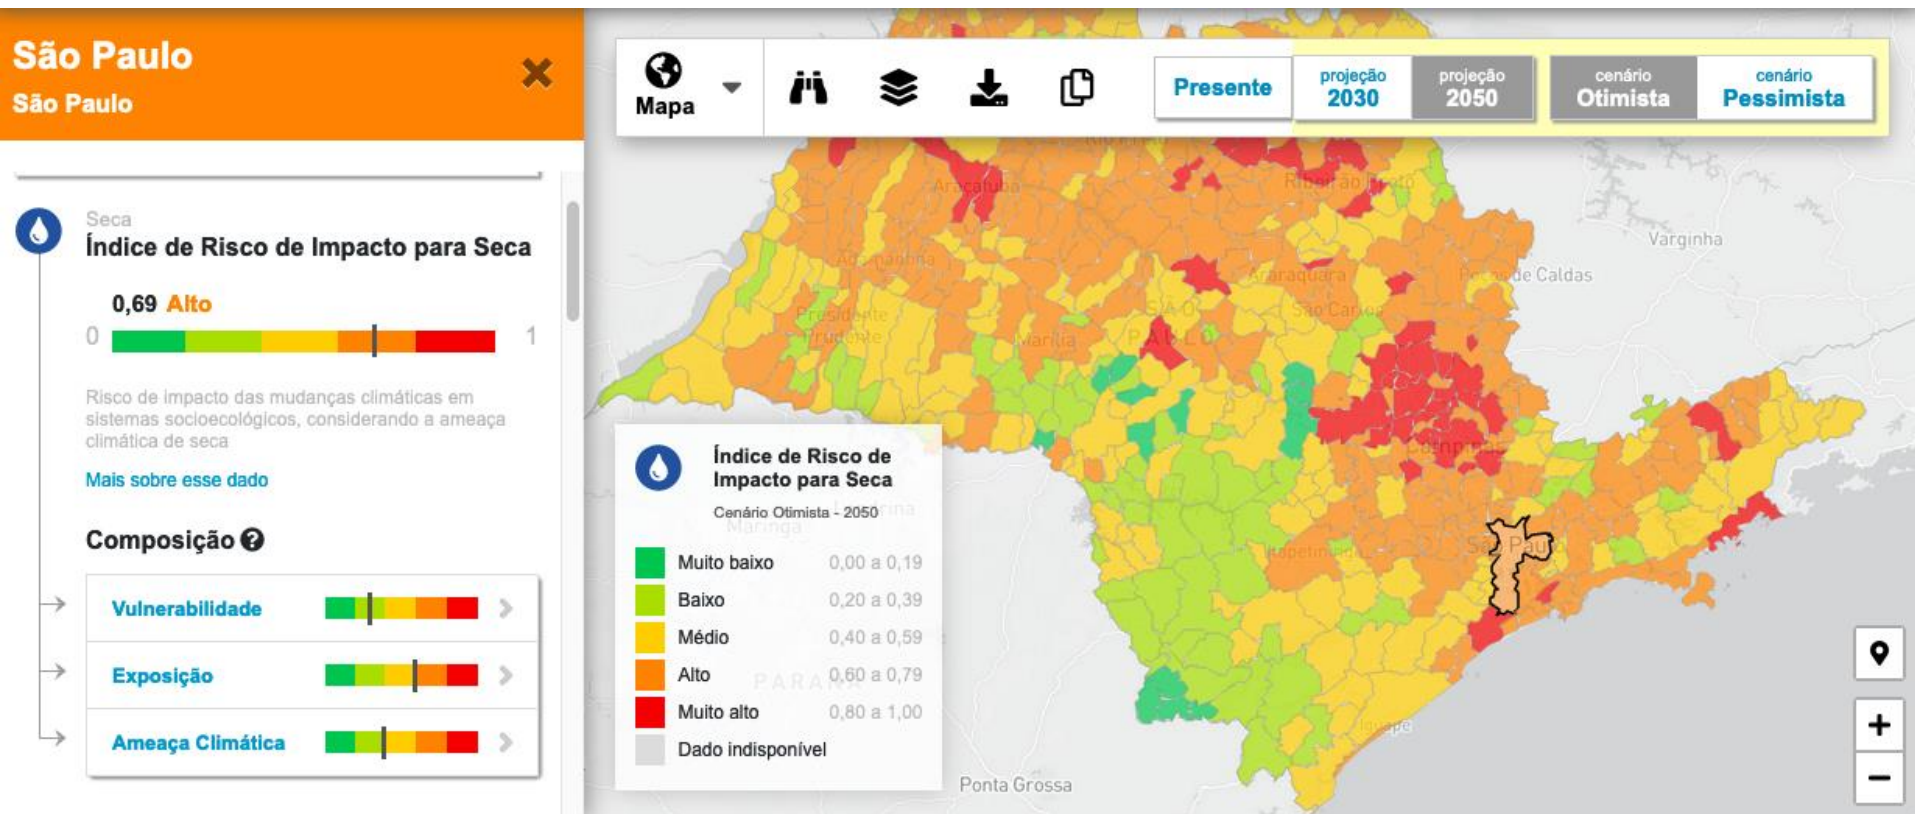 São Paulo
São Paulo
Seca
Índice de Risco de Impacto para Seca
0,69 Alto
0
1
Risco de impacto das mudanças climáticas em
sistemas socioecológicos, considerando a ameaça
climática de seca
Mais sobre esse dado
Composição
Vulnerabilidade
Exposição
Ameaça Climática
Mapa
Presente
projeção
2030
projeção
2050
cenário
Otimista
cenário
Pessimista
Araçatuba
Ribeirão Preto
Varginha
Araraquara
de Caldas
São Carlos
SÃO
PAULO
Presidente
Prudente
Marília
Campinas
São Paulo
Itapetininga
Iguape
Índice de Risco de
Impacto para Seca
Cenário Otimista - 2050
Maringá
Muito baixo 0,00 a 0,19
Baixo 0,20 a 0,39
Médio 0,40 a 0,59
Alto 0,60 a 0,79
PARANÁ
Muito alto 0,80 a 1,00
Dado indisponível
Ponta Grossa